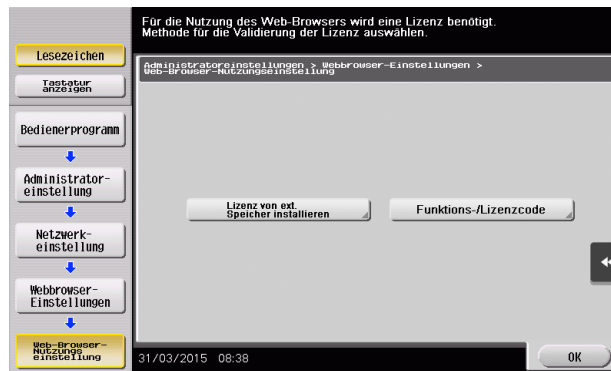 Für die Nutzung des Web-Browsers wird eine Lizenz benötigt.
Methode für die Validierung der Lizenz auswählen.
Lesezeichen
Tastatur
anzeigen
Bedienerprogramm
Administrator-
einstellung
Netzwerk-
einstellung
Webbrowser-
Einstellungen
Web-Browser-
Nutzungs
einstellung
Administratoreinstellungen > Webbrowser-Einstellungen >
Web-Browser-Nutzungseinstellung
Lizenz von ext.
Speicher installieren
Funktions-/Lizenzcode
31/03/2015 08:38
OK